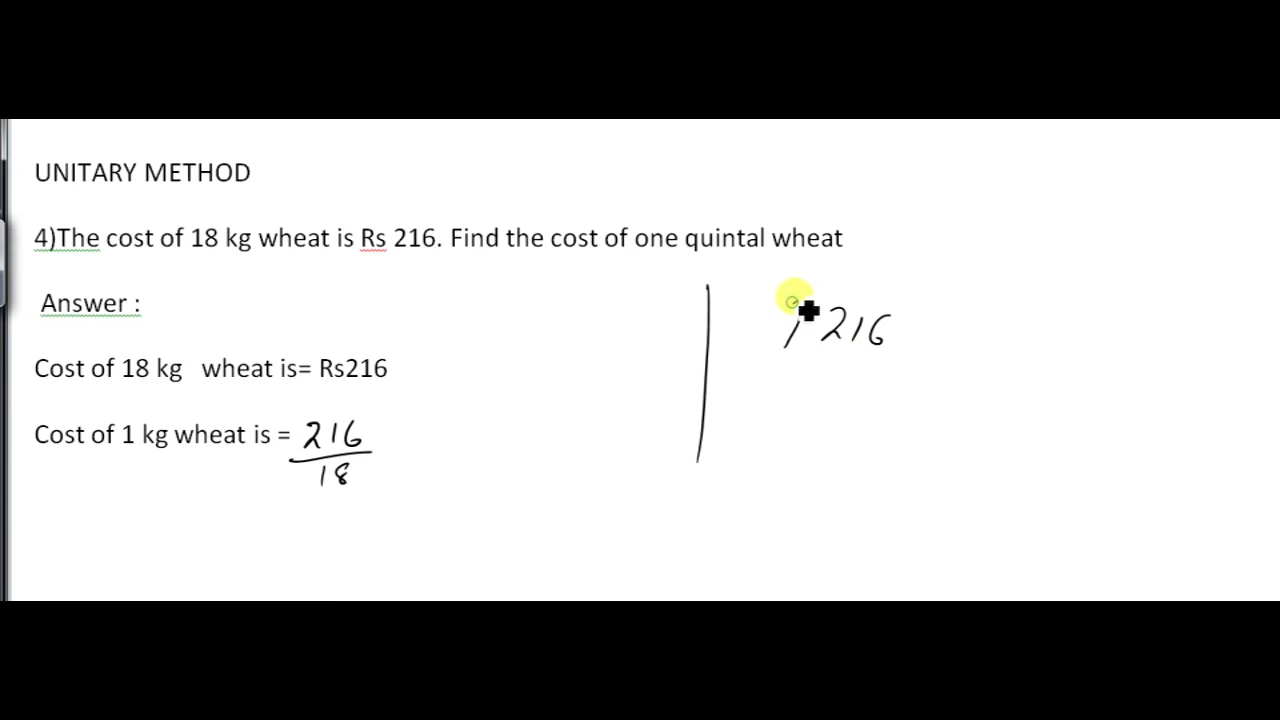 UNITARY METHOD
4)The cost of 18 kg wheat is Rs 216. Find the cost of one quintal wheat
Answer :
Cost of 18 kg wheat is= Rs216
Cost of 1 kg wheat is = 216
18
216